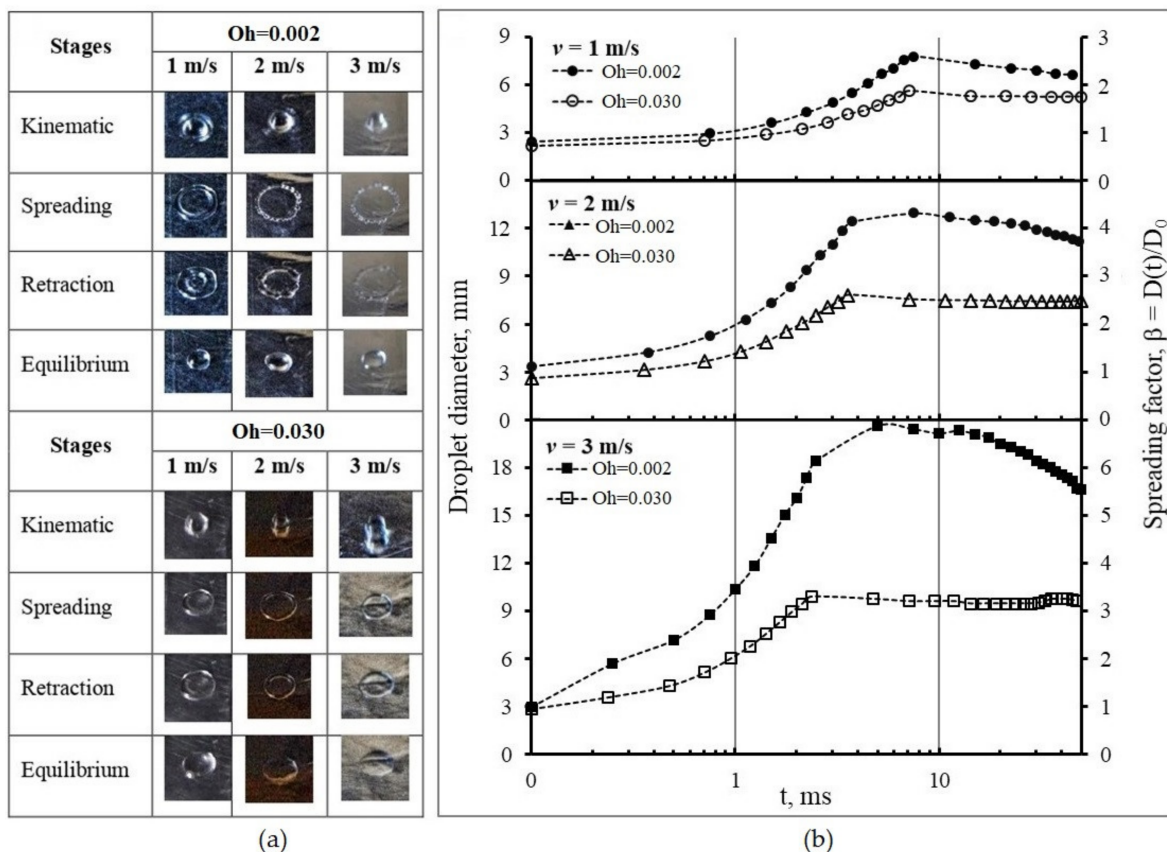 Stages
Oh=0.002
1 m/s 2 m/s 3 m/s
Kinematic
Spreading
Retraction
Equilibrium
Stages
Oh=0.030
1 m/s 2 m/s 3 m/s
Kinematic
Spreading
Retraction
Equilibrium
(a)
Droplet diameter, mm
9
6
3
0
v = 1 m/s
Oh=0.002
Oh=0.030
3
2
1
0
12
9
6
3
0
v = 2 m/s
Oh=0.002
Oh=0.030
4
3
2
1
0
18
15
12
9
6
3
0
v = 3 m/s
Oh=0.002
Oh=0.030
6
5
4
3
2
1
0
Spreading factor, β = D(t)/D₀
0 1 10
t, ms
(b)